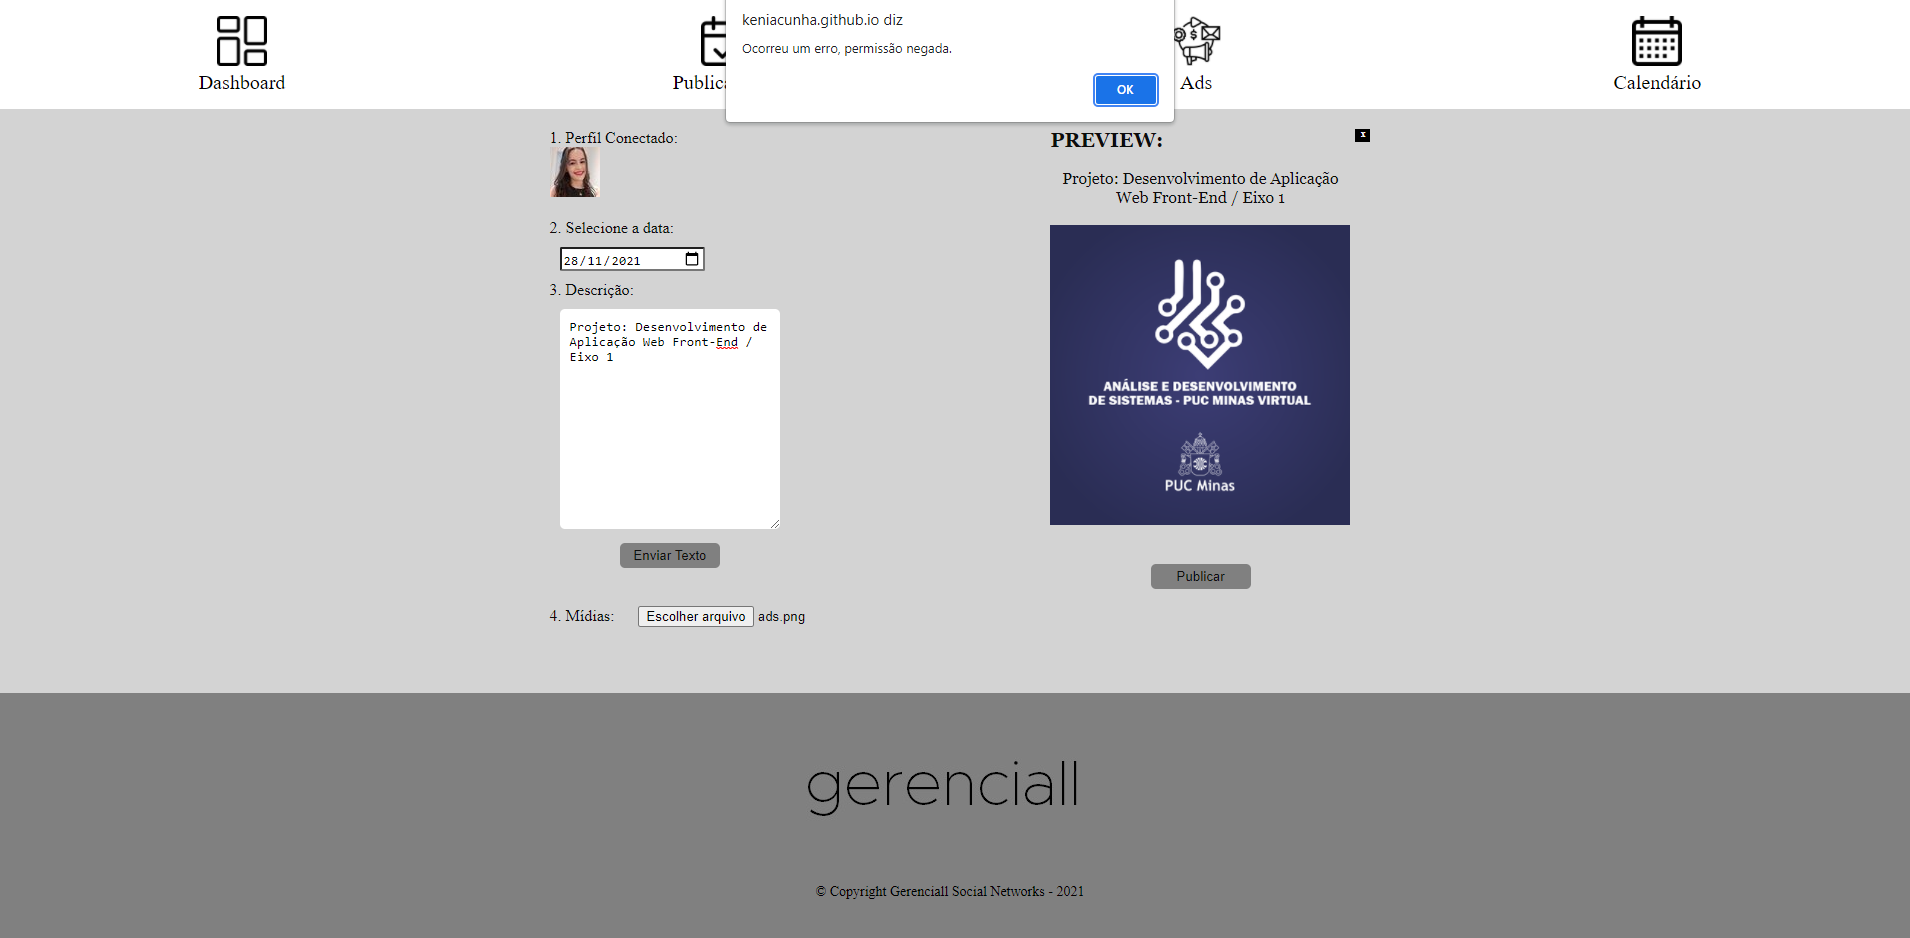 keniacunha.github.io diz
Ocorreu um erro, permissão negada.
OK
Dashboard
Ads
Calendário
1. Perfil Conectado:
2. Selecione a data:
28/11/2021
3. Descrição:
Projeto: Desenvolvimento de
Aplicação Web Front-End /
Eixo 1
Enviar Texto
4. Mídias:
Escolher arquivo ads.png
PREVIEW:
x
Projeto: Desenvolvimento de Aplicação
Web Front-End / Eixo 1
ANÁLISE E DESENVOLVIMENTO
DE SISTEMAS - PUC MINAS VIRTUAL
PUC Minas
Publicar
gerenciall
© Copyright Gerenciall Social Networks - 2021